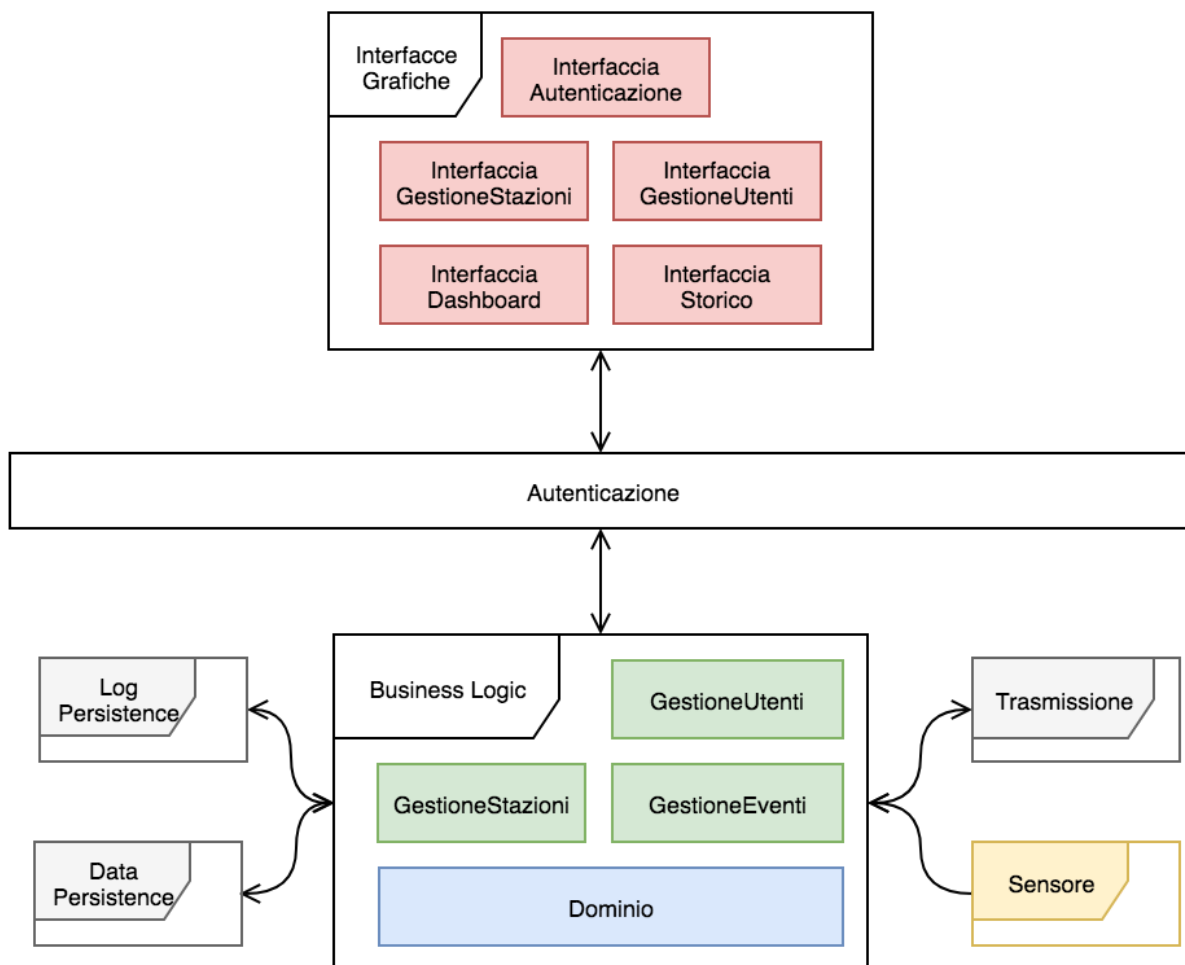 Interfacce
Grafiche
Interfaccia
Autenticazione
Interfaccia
GestioneStazioni
Interfaccia
GestioneUtenti
Interfaccia
Dashboard
Interfaccia
Storico
Autenticazione
Log
Persistence
Business Logic
GestioneUtenti
Trasmissione
GestioneStazioni
GestioneEventi
Data
Persistence
Dominio
Sensore